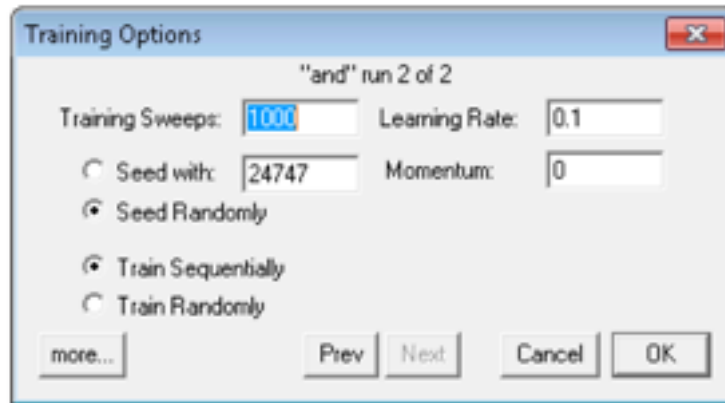 Training Options
"and" run 2 of 2
Training Sweeps: 1000 Learning Rate: 0.1
Seed with: 24747 Momentum: 0
Seed Randomly
Train Sequentially
Train Randomly
more... Prev Next Cancel OK